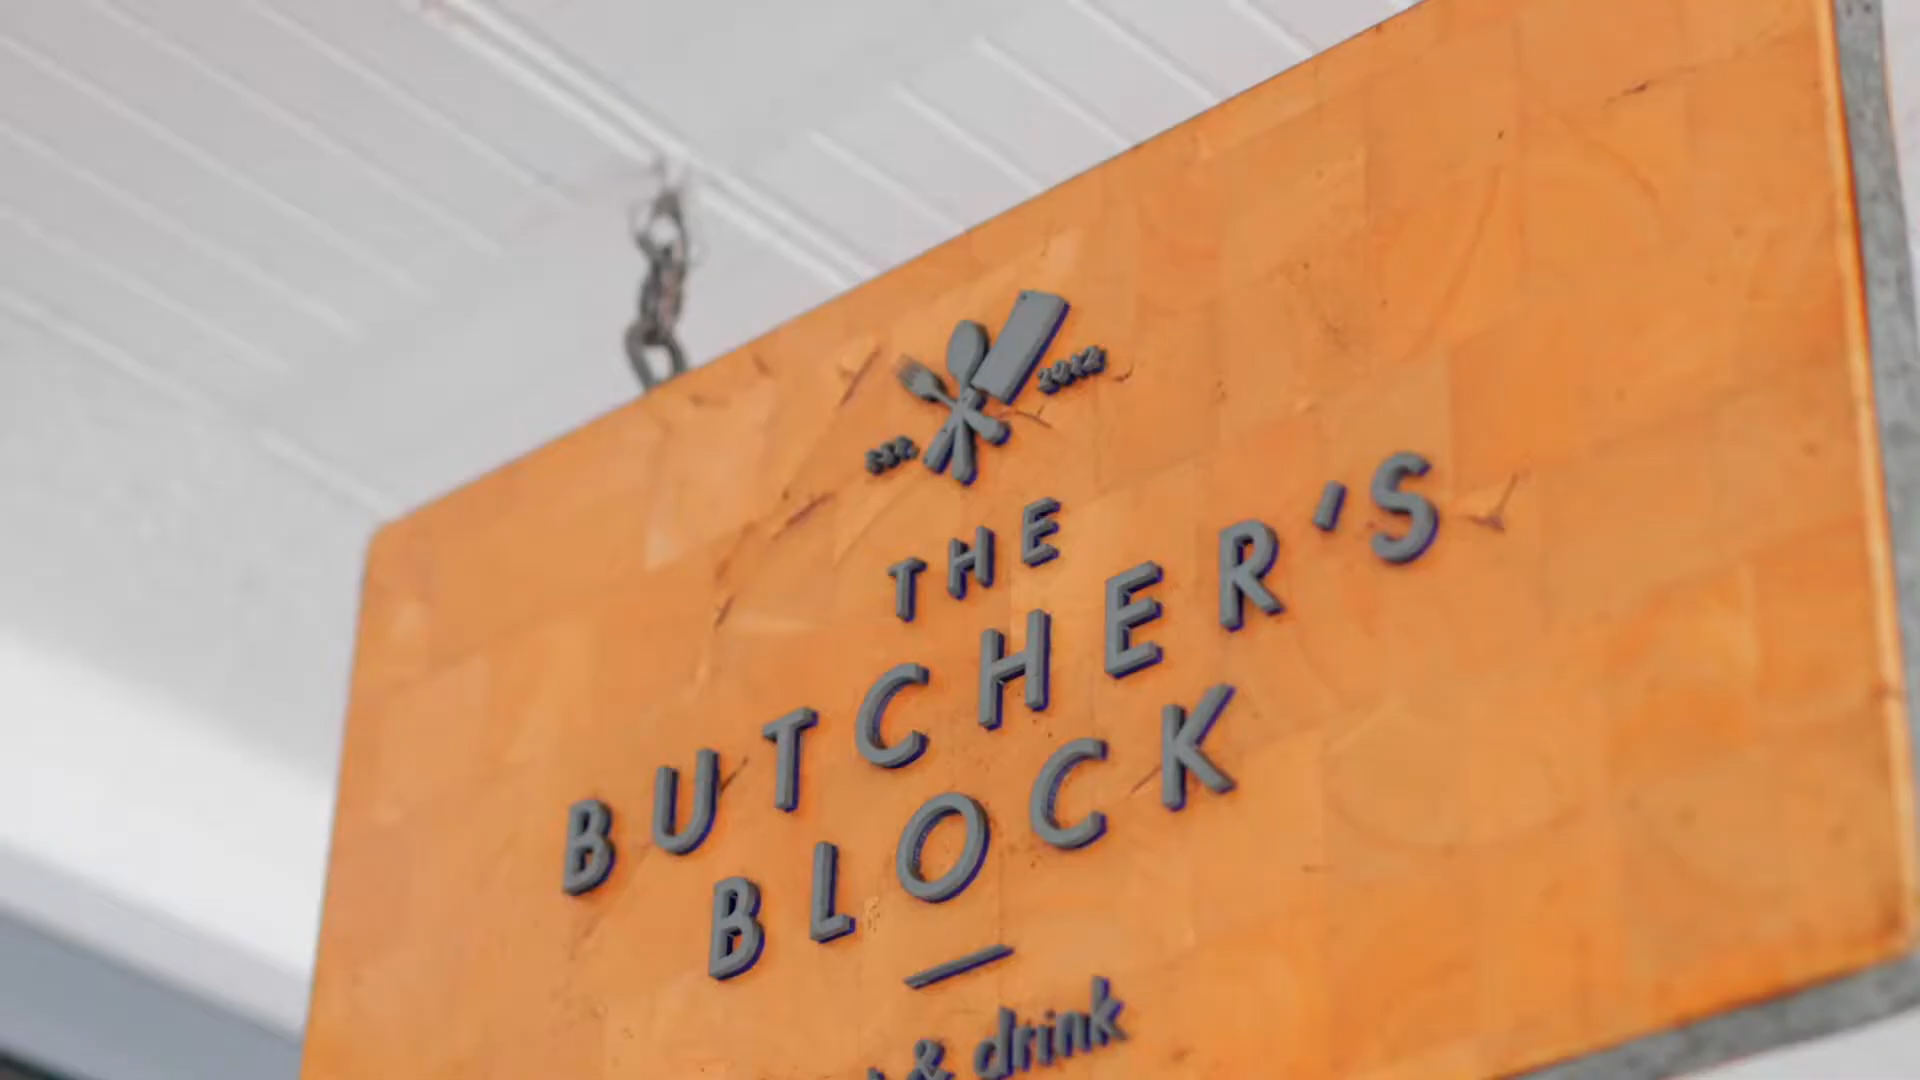 EST. 2012
THE
BUTCHER'S
BLOCK
& drink